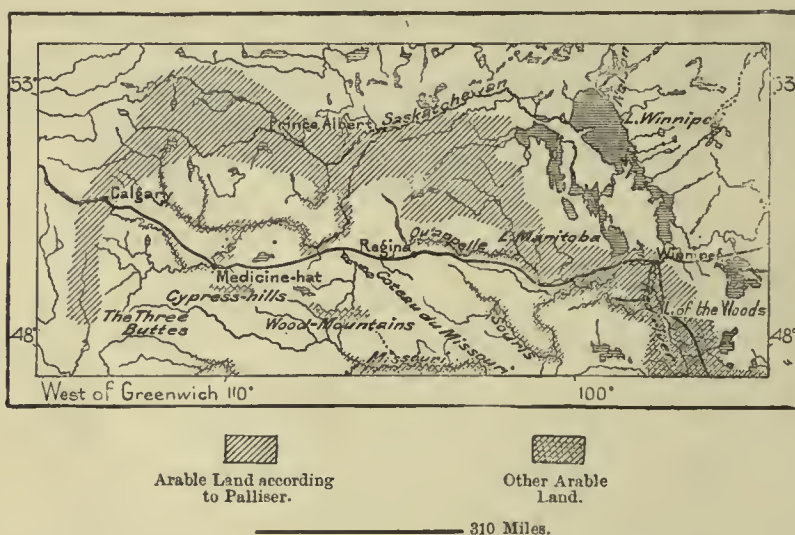 53°
53°
Prince Albert
Saskatchewan
Nelson
L. Winnipe
Calgary
Regina
Qu'appelle
L. Manitoba
Winnipeg
Medicine-hat
Cypress-hills
Coteau du Missouri
L. of the Woods
The Three
Buttes
Wood-Mountains
Souris
48°
48°
Missouri
West of Greenwich 110°
100°
Arable Land according
to Palliser.
Other Arable
Land.
310 Miles.